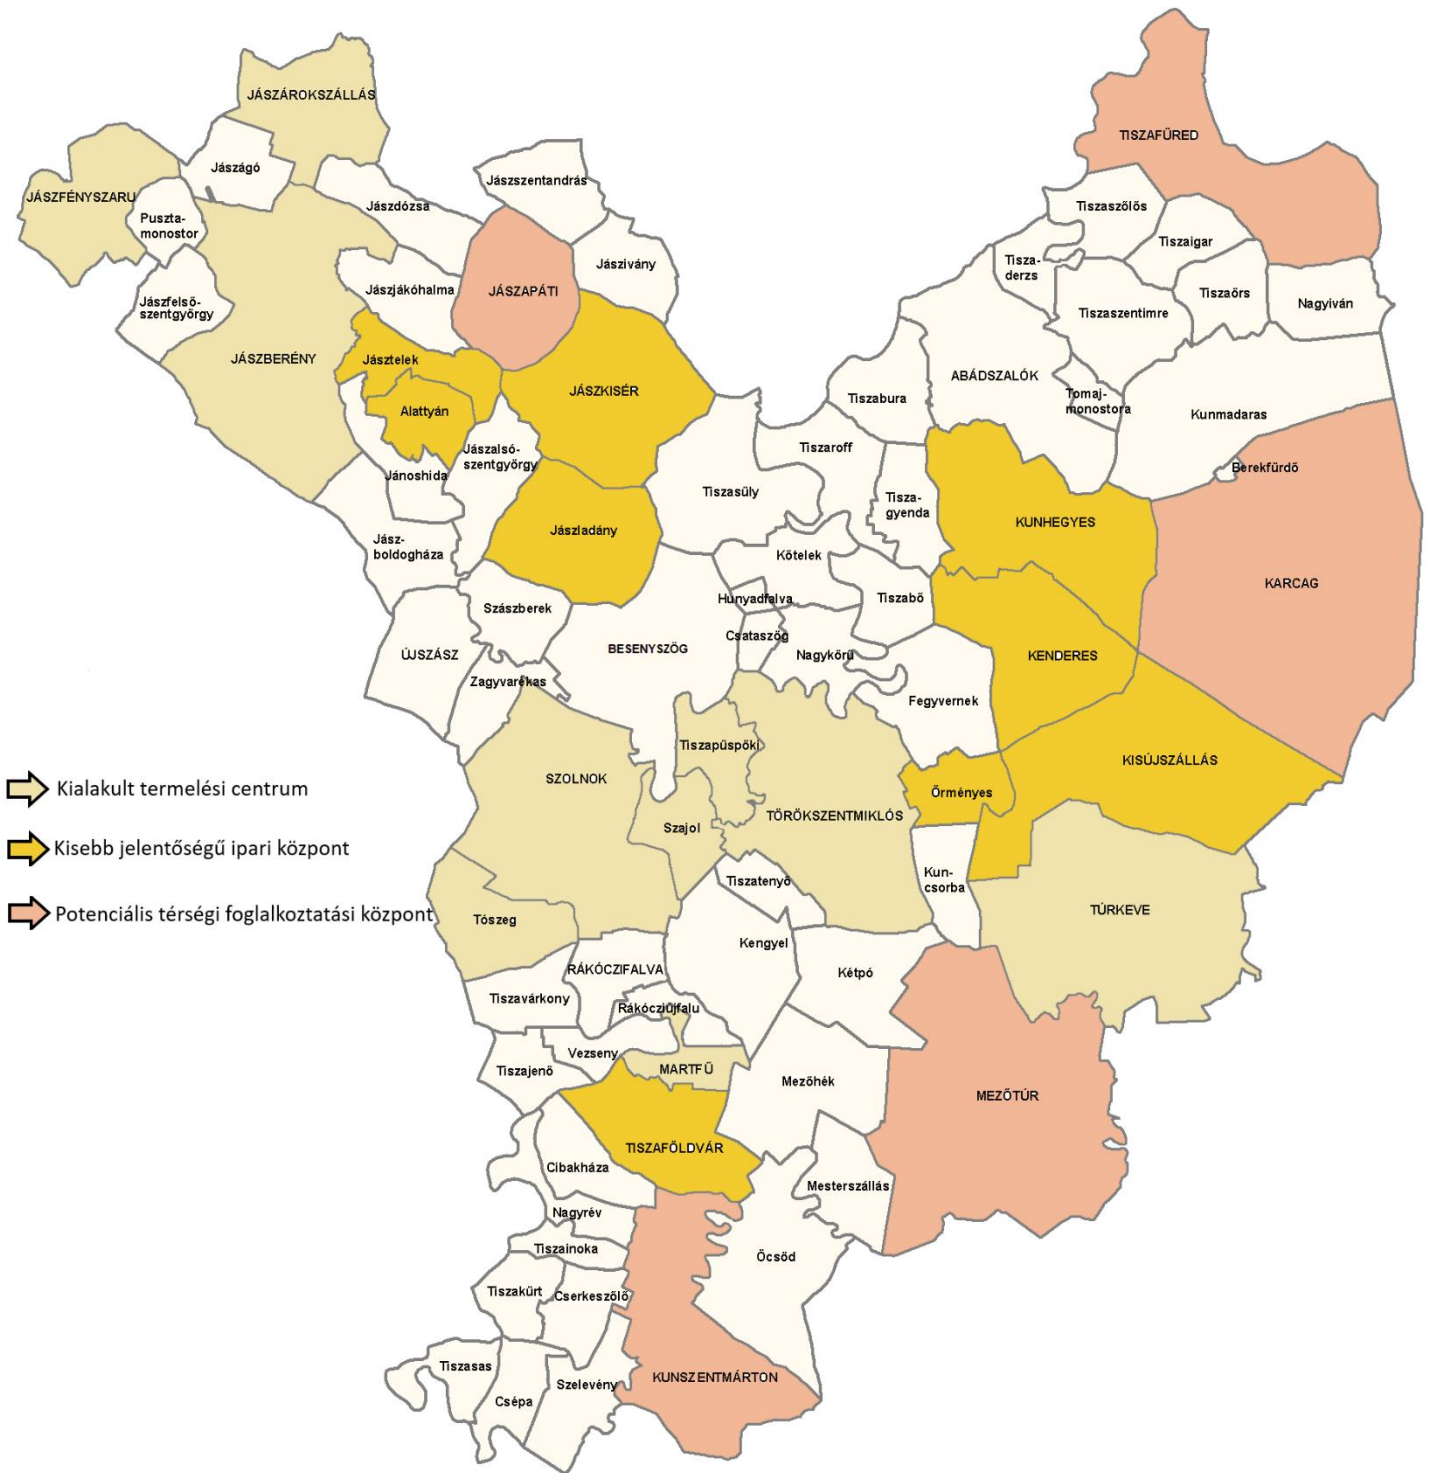 JÁSZÁROKSZÁLLÁS
TISZAFÜRED
Jászágó
Jászszentandrás
JÁSZFÉNYSZARU
Jászdózsa
Puszta-
monostor
Tiszaszőlős
Tiszaigar
Tisza-
derzs
Jászivány
Jászjákóhalma
JÁSZAPÁTI
Jászfelső-
szentgyörgy
Tiszaörs
Nagyiván
Tiszaszentimre
JÁSZBERÉNY
Jásztelek
JÁSZKISÉR
ABÁDSZALÓK
Tomaj-
monostora
Tiszabura
Alattyán
Kunmadaras
Jászalsó-
szentgyörgy
Tiszaroff
Berekfürdő
Jánoshida
Tiszasüly
Tisza-
gyenda
KUNHEGYES
Jászladány
Jász-
boldogháza
Kőtelek
KARCAG
Hunyadfalva
Tiszabő
Szászberek
Csataszög
BESENYSZÖG
Nagykörü
KENDERES
ÚJSZÁSZ
Zagyvarékas
Fegyvernek
Tiszapüspöki
SZOLNOK
KISÚJSZÁLLÁS
Kialakult termelési centrum
Örményes
TÖRÖKSZENTMIKLÓS
Szajol
Kisebb jelentőségű ipari központ
Tiszatenyő
Kun-
csorba
Potenciális térségi foglalkoztatási központ
Tószeg
TÚRKEVE
Kengyel
RÁKÓCZIFALVA
Kétpó
Tiszavárkony
Rákócziújfalu
Vezseny
Tiszajenő
MARTFŰ
Mezőhék
MEZŐTÚR
TISZAFÖLDVÁR
Cibakháza
Mesterszállás
Nagyrév
Tiszainoka
Öcsöd
Tiszakürt
Cserkeszőlő
Tiszasas
KUNSZENTMÁRTON
Szelevény
Csépa